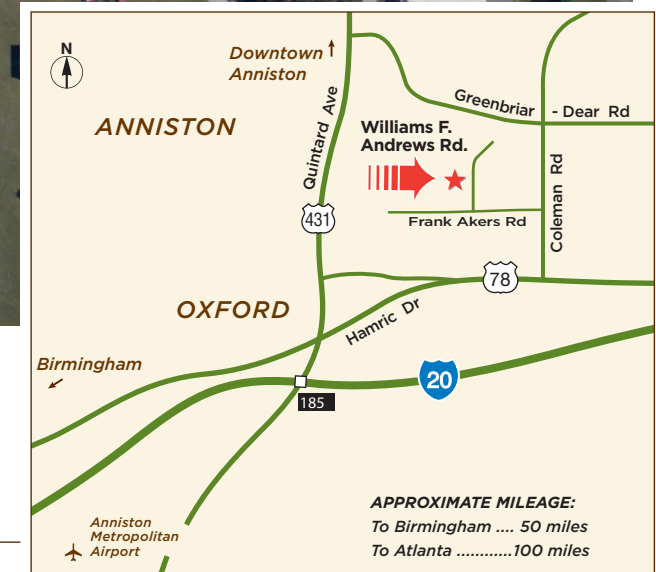 N
Downtown
Anniston
ANNISTON
Quintard Ave
Greenbriar - Dear Rd
Williams F.
Andrews Rd.
Coleman Rd
431
Frank Akers Rd
78
OXFORD
Hamric Dr
Birmingham
20
185
APPROXIMATE MILEAGE:
To Birmingham .... 50 miles
To Atlanta ............100 miles
Anniston
Metropolitan
Airport